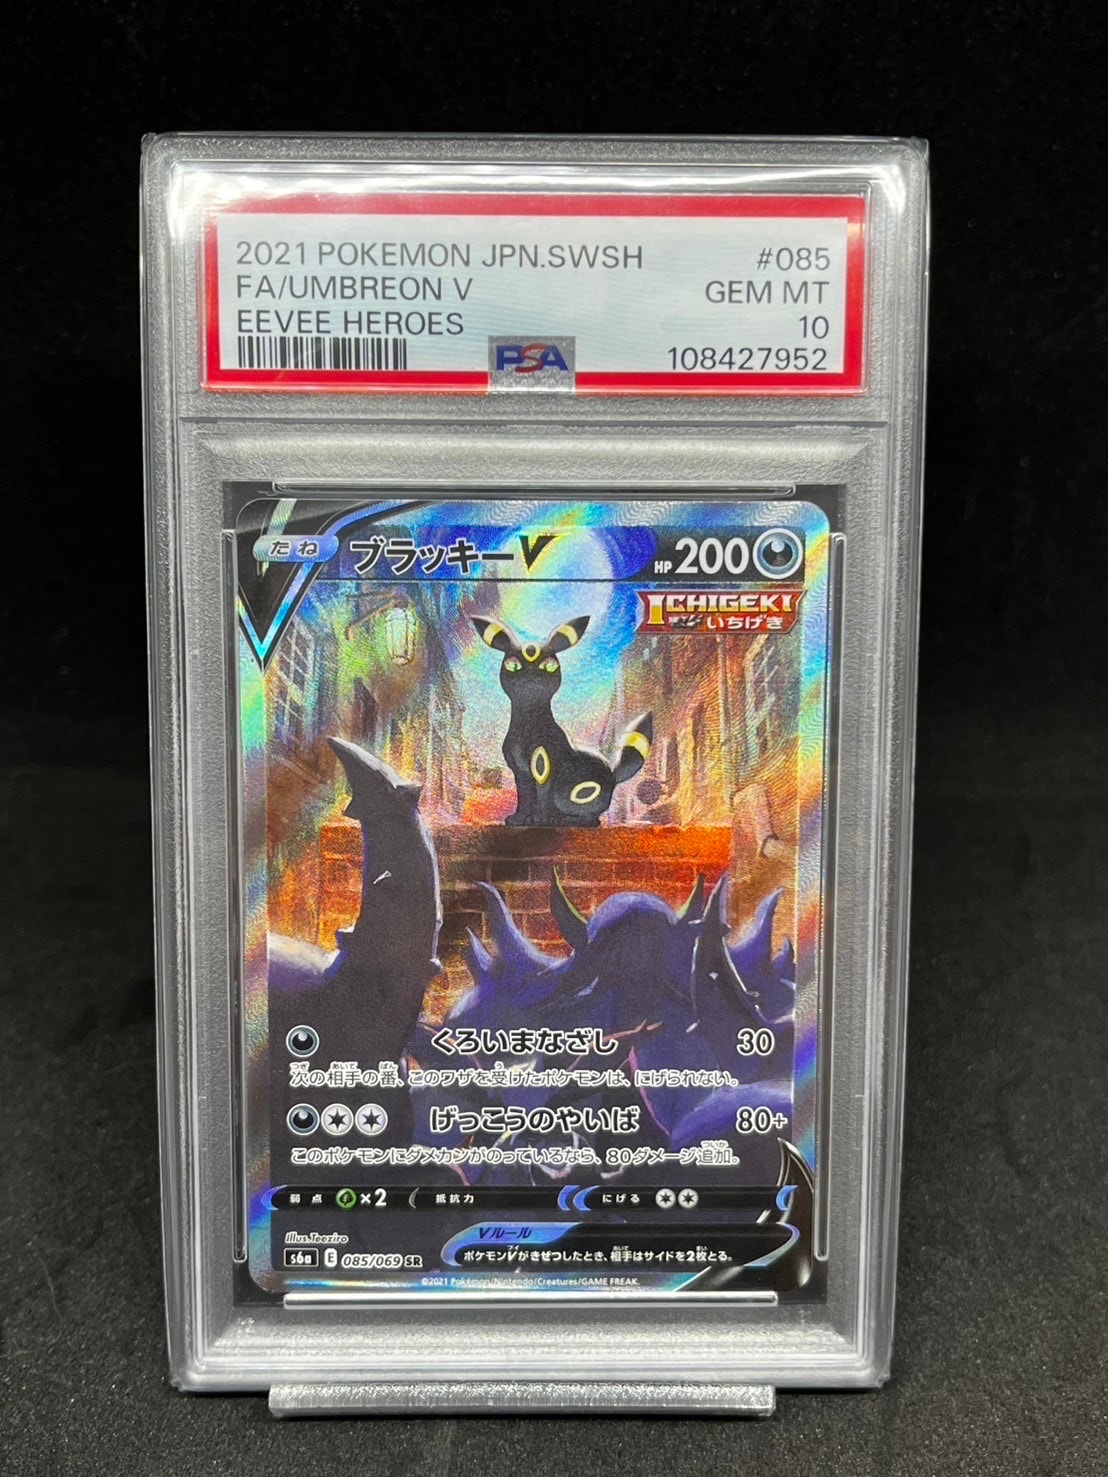 2021 POKEMON JPN.SWSH #085
FA/UMBREON V GEM MT
EEVEE HEROES 10
PSA 108427952
たね ブラッキーV HP 200
ICHIGEKI
いちげき
くろいまなざし 30
次の相手の番、このワザを受けたポケモンは、にげられない。
げっこうのやいば 80+
このポケモンにダメカンがのっているなら、80ダメージ追加。
弱点 ×2 抵抗力 にげる
Illus. Teeziro
Vルール
ポケモンVがきぜつしたとき、相手はサイドを2枚とる。
s6a E 085/069 SR
©2021 Pokémon/Nintendo/Creatures/GAME FREAK.